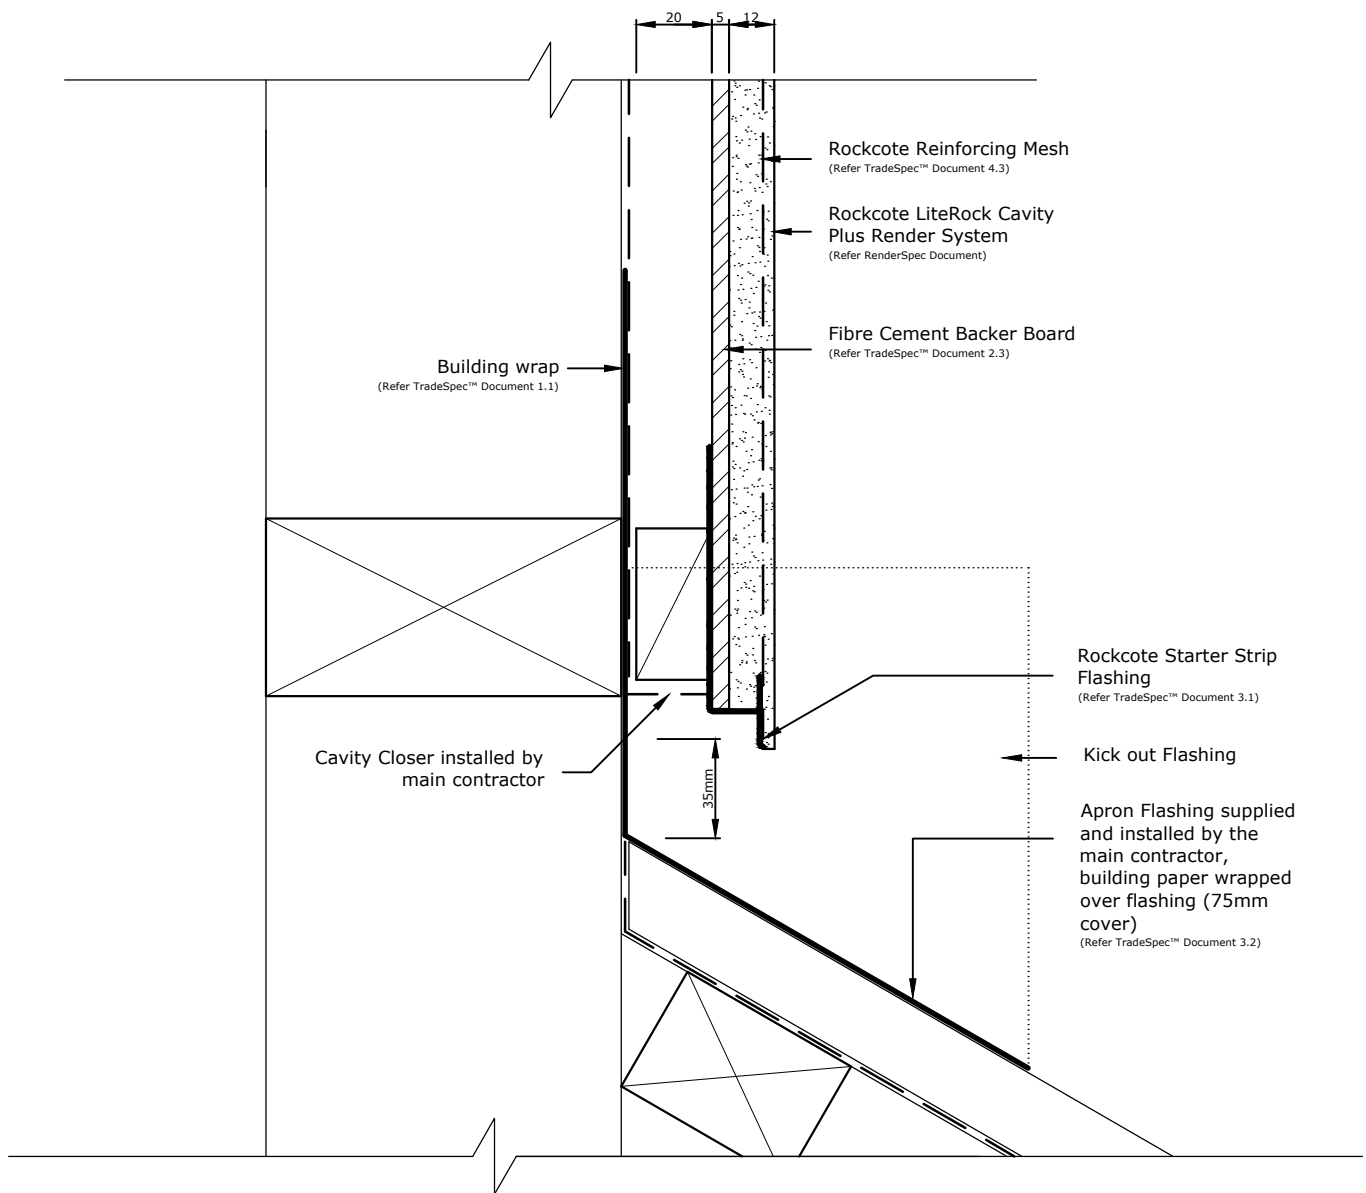 20
5
12
Rockcote Reinforcing Mesh
(Refer TradeSpec™ Document 4.3)
Rockcote LiteRock Cavity
Plus Render System
(Refer RenderSpec Document)
Fibre Cement Backer Board
(Refer TradeSpec™ Document 2.3)
Building wrap
(Refer TradeSpec™ Document 1.1)
Rockcote Starter Strip
Flashing
(Refer TradeSpec™ Document 3.1)
Cavity Closer installed by
main contractor
35mm
Kick out Flashing
Apron Flashing supplied
and installed by the
main contractor,
building paper wrapped
over flashing (75mm
cover)
(Refer TradeSpec™ Document 3.2)